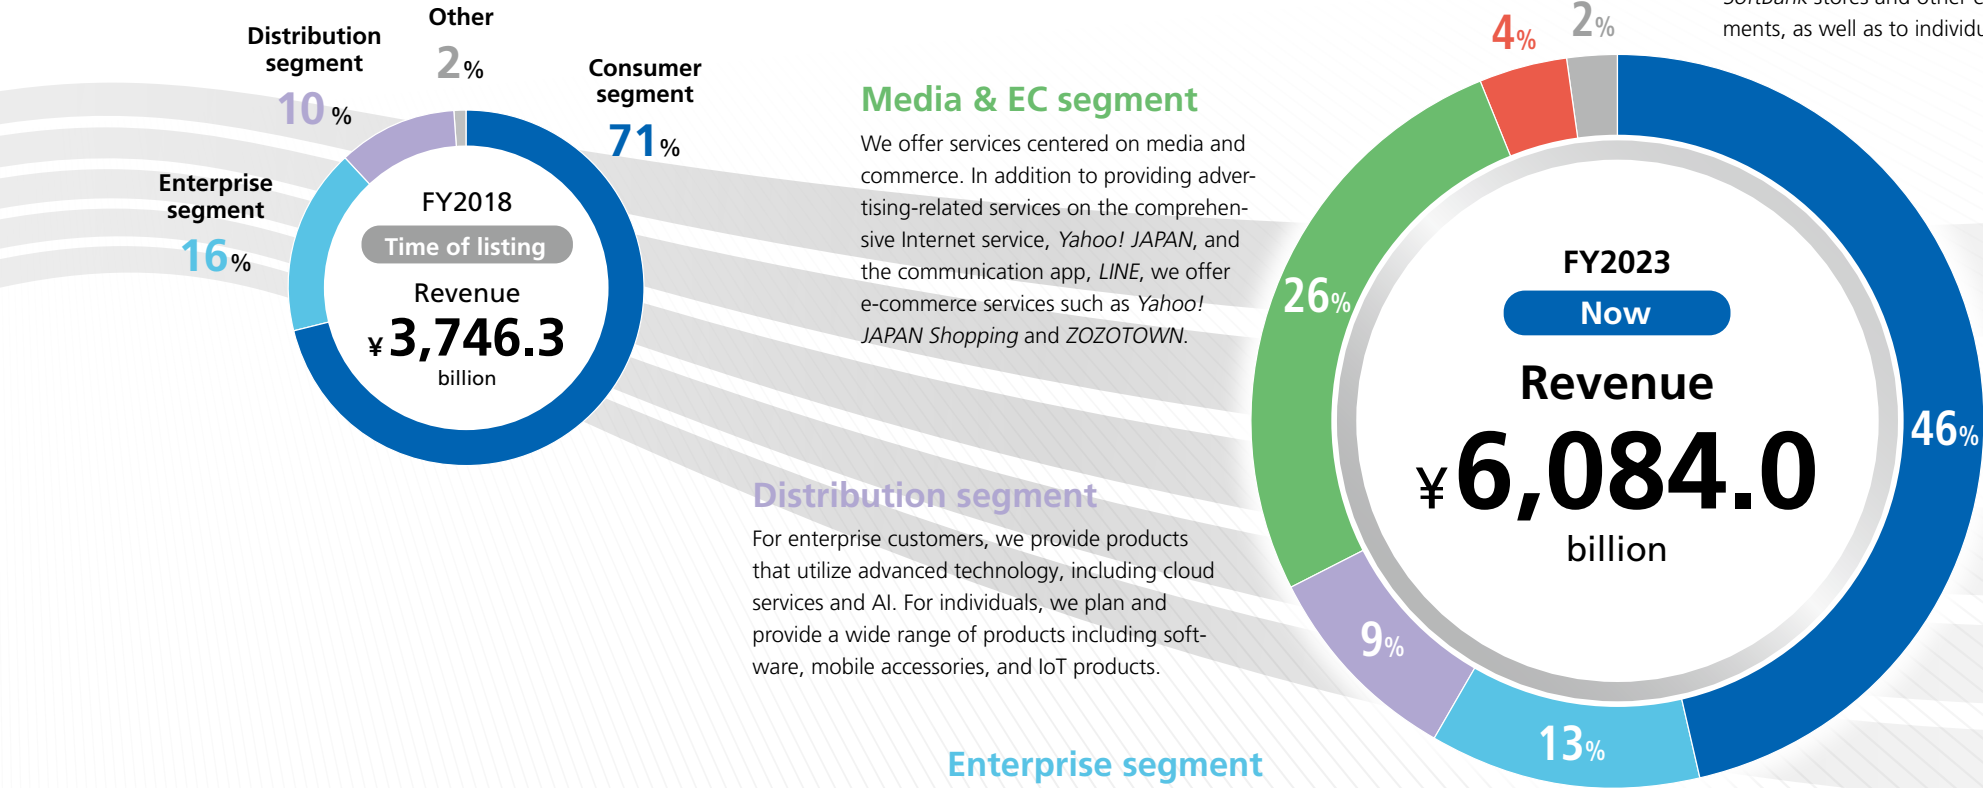 Other
2%
Distribution
segment
10%
Consumer
segment
71%
Enterprise
segment
16%
FY2018
Time of listing
Revenue
¥3,746.3
billion
Media & EC segment
We offer services centered on media and
commerce. In addition to providing adver-
tising-related services on the comprehen-
sive Internet service, Yahoo! JAPAN, and
the communication app, LINE, we offer
e-commerce services such as Yahoo!
JAPAN Shopping and ZOZOTOWN.
Distribution segment
For enterprise customers, we provide products
that utilize advanced technology, including cloud
services and AI. For individuals, we plan and
provide a wide range of products including soft-
ware, mobile accessories, and IoT products.
Enterprise segment
4%
2%
26%
9%
13%
46%
FY2023
Now
Revenue
¥6,084.0
billion
SoftBank stores and other
ments, as well as to